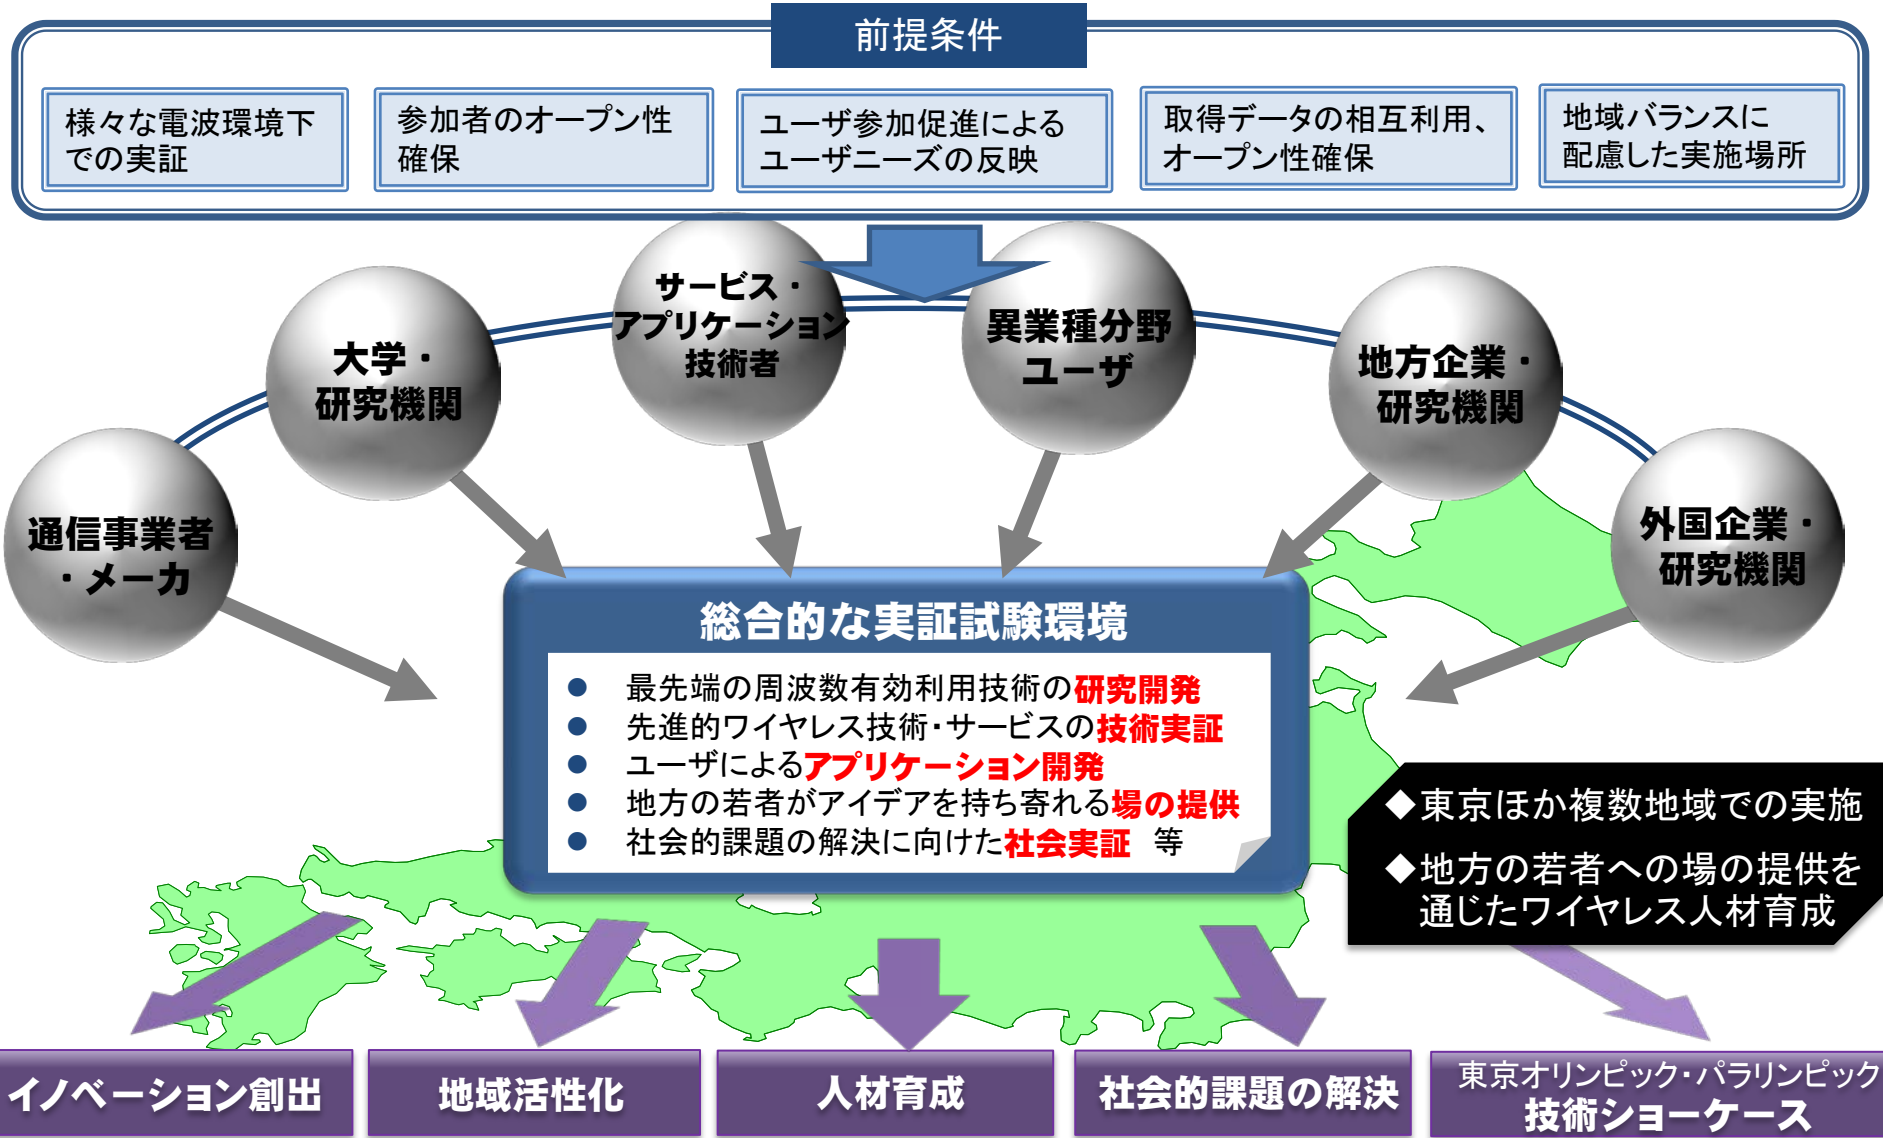 前提条件
様々な電波環境下
での実証
参加者のオープン性
確保
ユーザ参加促進による
ユーザニーズの反映
取得データの相互利用、
オープン性確保
地域バランスに
配慮した実施場所
通信事業者
・メーカ
大学・
研究機関
サービス・
アプリケーション
技術者
異業種分野
ユーザ
地方企業・
研究機関
外国企業・
研究機関
総合的な実証試験環境
● 最先端の周波数有効利用技術の研究開発
● 先進的ワイヤレス技術・サービスの技術実証
● ユーザによるアプリケーション開発
● 地方の若者がアイデアを持ち寄れる場の提供
● 社会的課題の解決に向けた社会実証 等
◆東京ほか複数地域での実施
◆地方の若者への場の提供を
通じたワイヤレス人材育成
イノベーション創出
地域活性化
人材育成
社会的課題の解決
東京オリンピック・パラリンピック
技術ショーケース